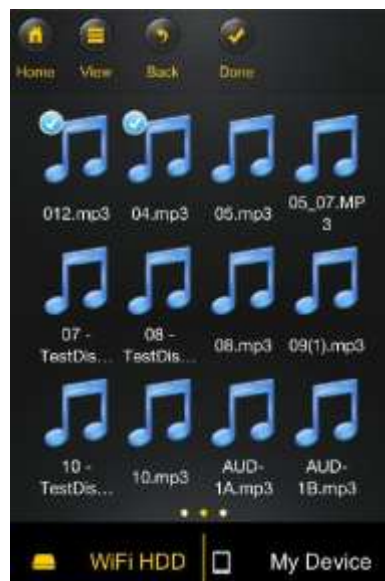 Home View Back Done
012.mp3 04.mp3 05.mp3 05_07.MP
3
07 - 08 - 08.mp3 09(1).mp3
TestDis... TestDis...
10 - 10.mp3 AUD- AUD-
TestDis... 1A.mp3 1B.mp3
WiFi HDD My Device